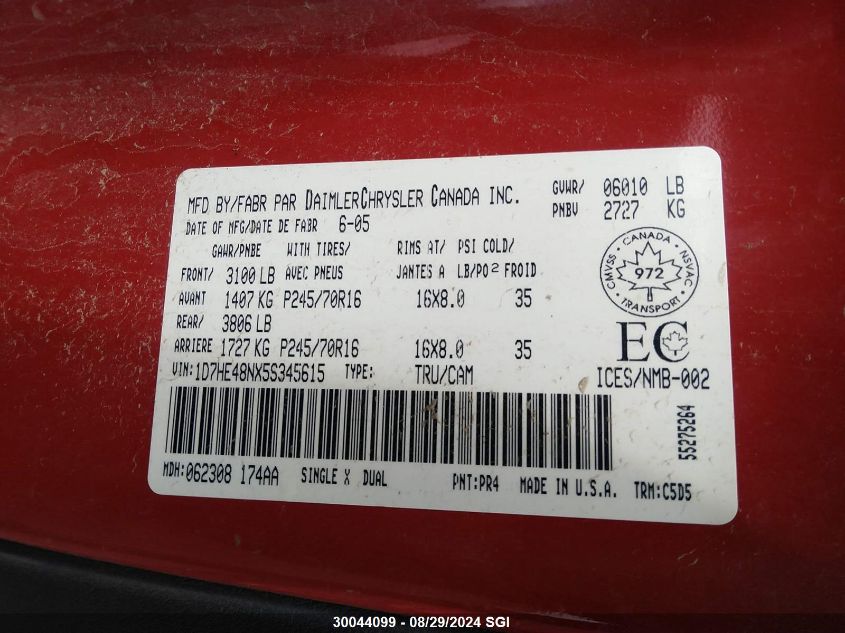 MFD BY/FABR PAR DAIMLERCHRYSLER CANADA INC. GVWR/ 06010 LB
DATE OF MFG/DATE DE FABR 6-05 PNBV 2727 KG
GAWR/PNBE WITH TIRES/ RIMS AT/ PSI COLD/
FRONT/ 3100 LB AVEC PNEUS JANTES A LB/PO² FROID
AVANT 1407 KG P245/70R16 16X8.0 35
REAR/ 3806 LB
ARRIERE 1727 KG P245/70R16 16X8.0 35
CANADA
CMVSS 972 NSVAC
TRANSPORT
EC
VIN: 1D7HE48NX5S345615 TYPE: TRU/CAM ICES/NMB-002
55275264
MDH: 062308 174AA SINGLE X DUAL PNT: PR4 MADE IN U.S.A. TRM: C5D5
30044099 - 08/29/2024 SGI